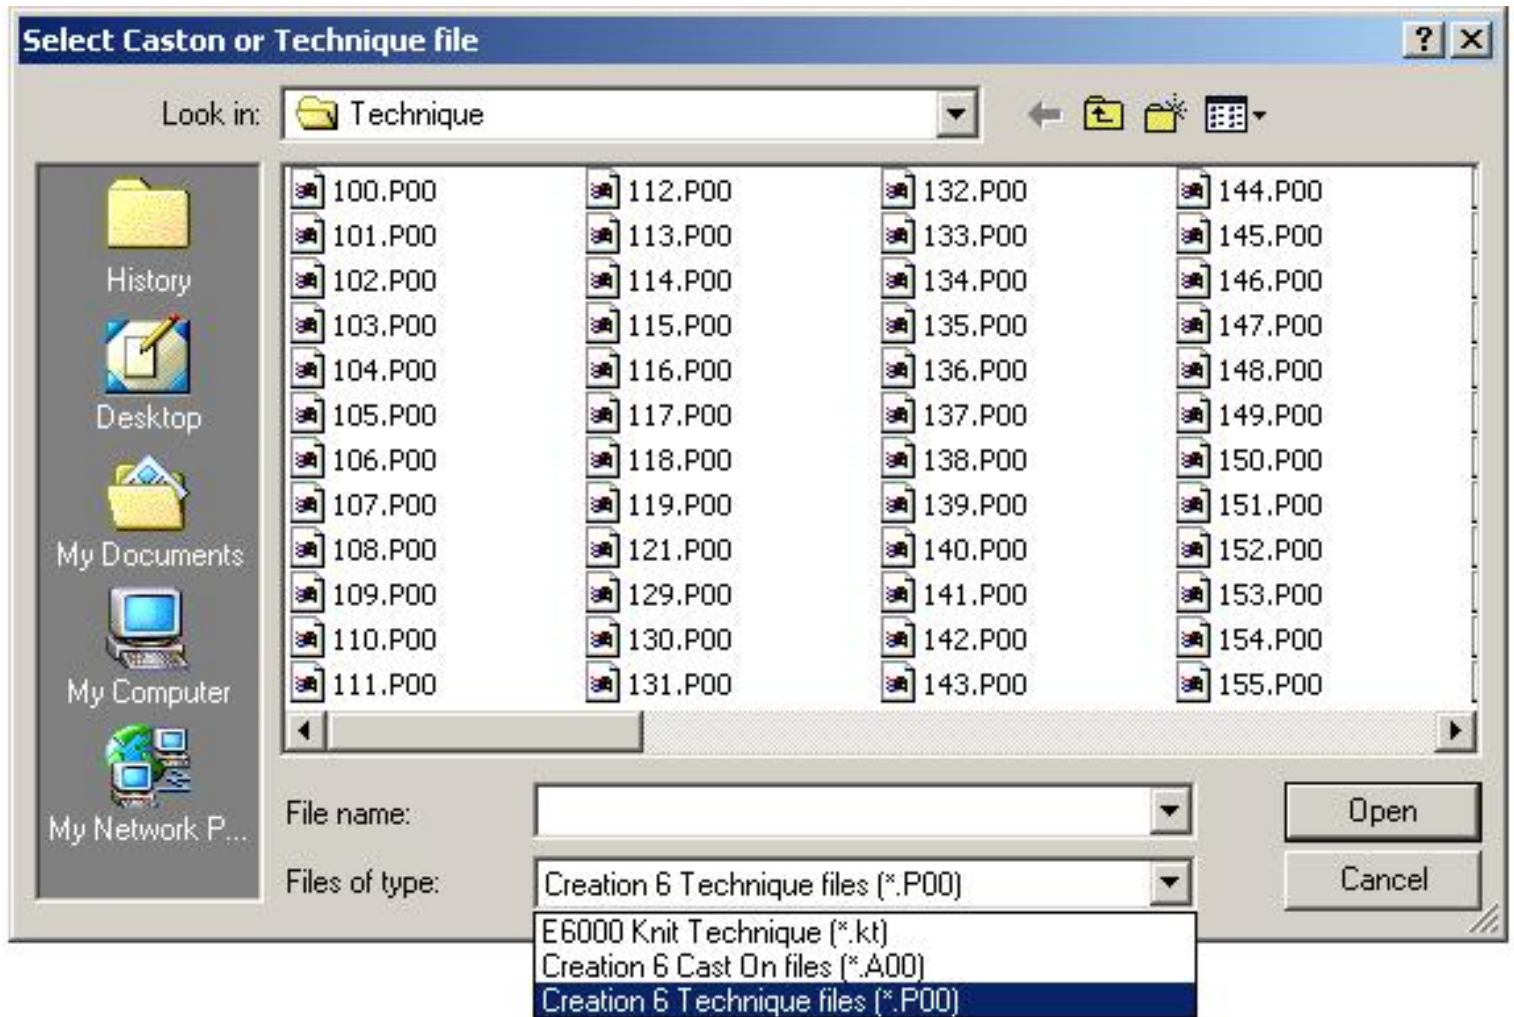 Select Caston or Technique file
Look in: Technique
History
Desktop
My Documents
My Computer
My Network P...
100.P00
101.P00
102.P00
103.P00
104.P00
105.P00
106.P00
107.P00
108.P00
109.P00
110.P00
111.P00
112.P00
113.P00
114.P00
115.P00
116.P00
117.P00
118.P00
119.P00
121.P00
129.P00
130.P00
131.P00
132.P00
133.P00
134.P00
135.P00
136.P00
137.P00
138.P00
139.P00
140.P00
141.P00
142.P00
143.P00
144.P00
145.P00
146.P00
147.P00
148.P00
149.P00
150.P00
151.P00
152.P00
153.P00
154.P00
155.P00
File name:
Open
Files of type: Creation 6 Technique files (*.P00)
Cancel
E6000 Knit Technique (*.kt)
Creation 6 Cast On files (*.A00)
Creation 6 Technique files (*.P00)